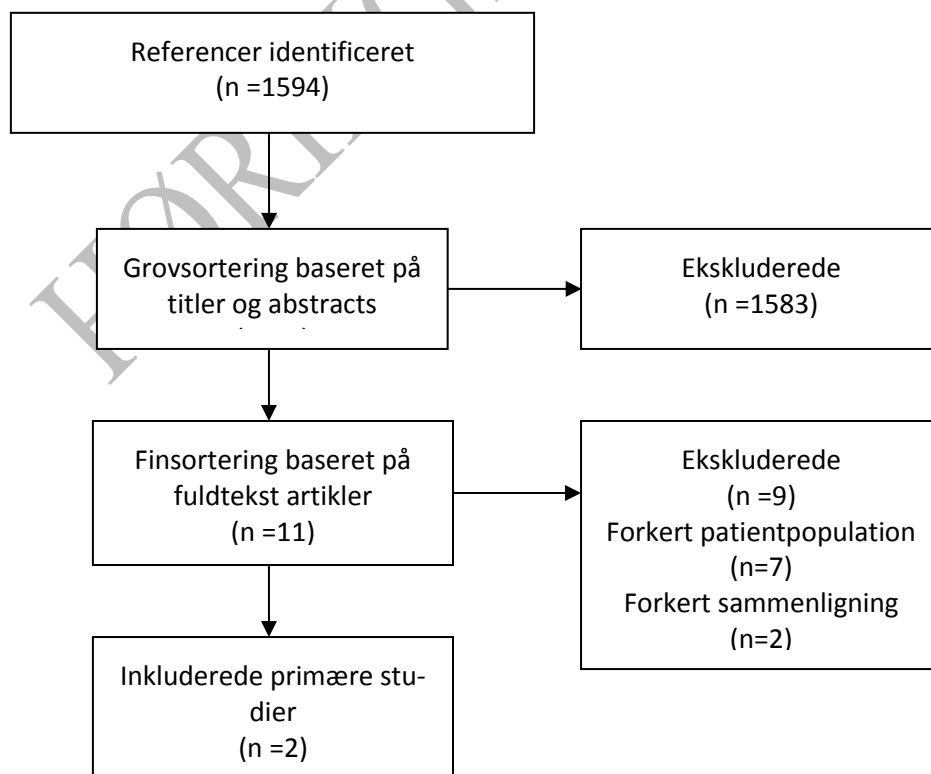 Referencer identificeret
(n =1594)
Grovsortering baseret på
titler og abstracts
Ekskluderede
(n =1583)
Finsortering baseret på
fuldtekst artikler
(n =11)
Ekskluderede
(n =9)
Forkert patientpopulation
(n=7)
Forkert sammenligning
(n=2)
Inkluderede primære stu-
dier
(n =2)